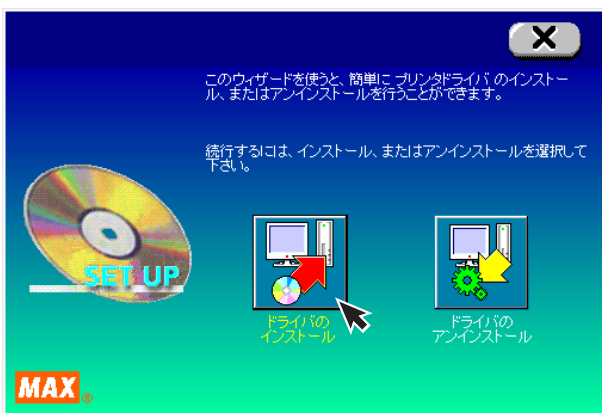 X
このウィザードを使うと、簡単に プリンタドライバ のインストー
ル、またはアンインストールを行うことができます。
続行するには、インストール、またはアンインストールを選択して
下さい。
SET UP
ドライバの
インストール
ドライバの
アンインストール
MAX®